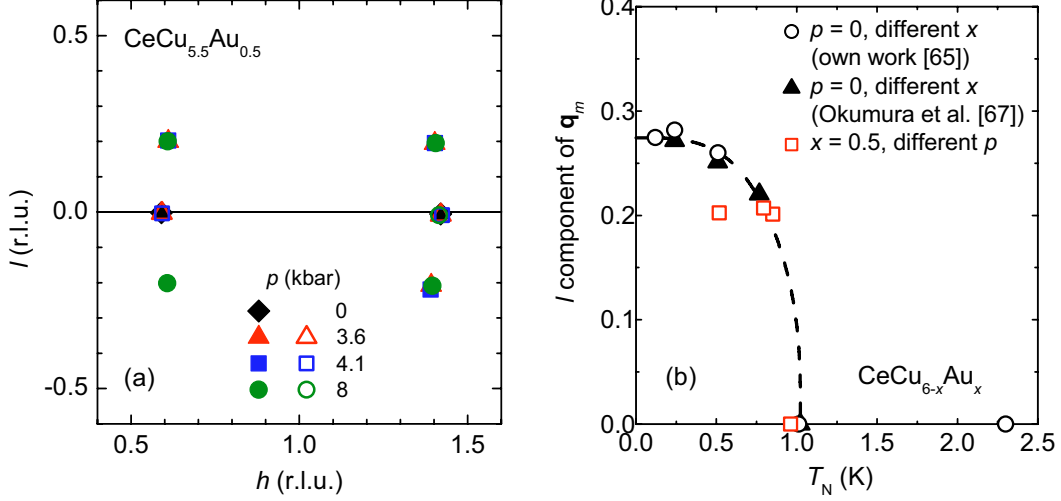 CeCu5.5Au0.5
0.5
0.0
-0.5
l (r.l.u.)
p (kbar)
0
3.6
4.1
8
(a)
0.5
1.0
1.5
h (r.l.u.)
p = 0, different x
(own work [65])
p = 0, different x
(Okumura et al. [67])
x = 0.5, different p
0.4
0.3
0.2
0.1
0.0
l component of qm
(b)
CeCu6-xAux
0.0
0.5
1.0
1.5
2.0
2.5
TN (K)